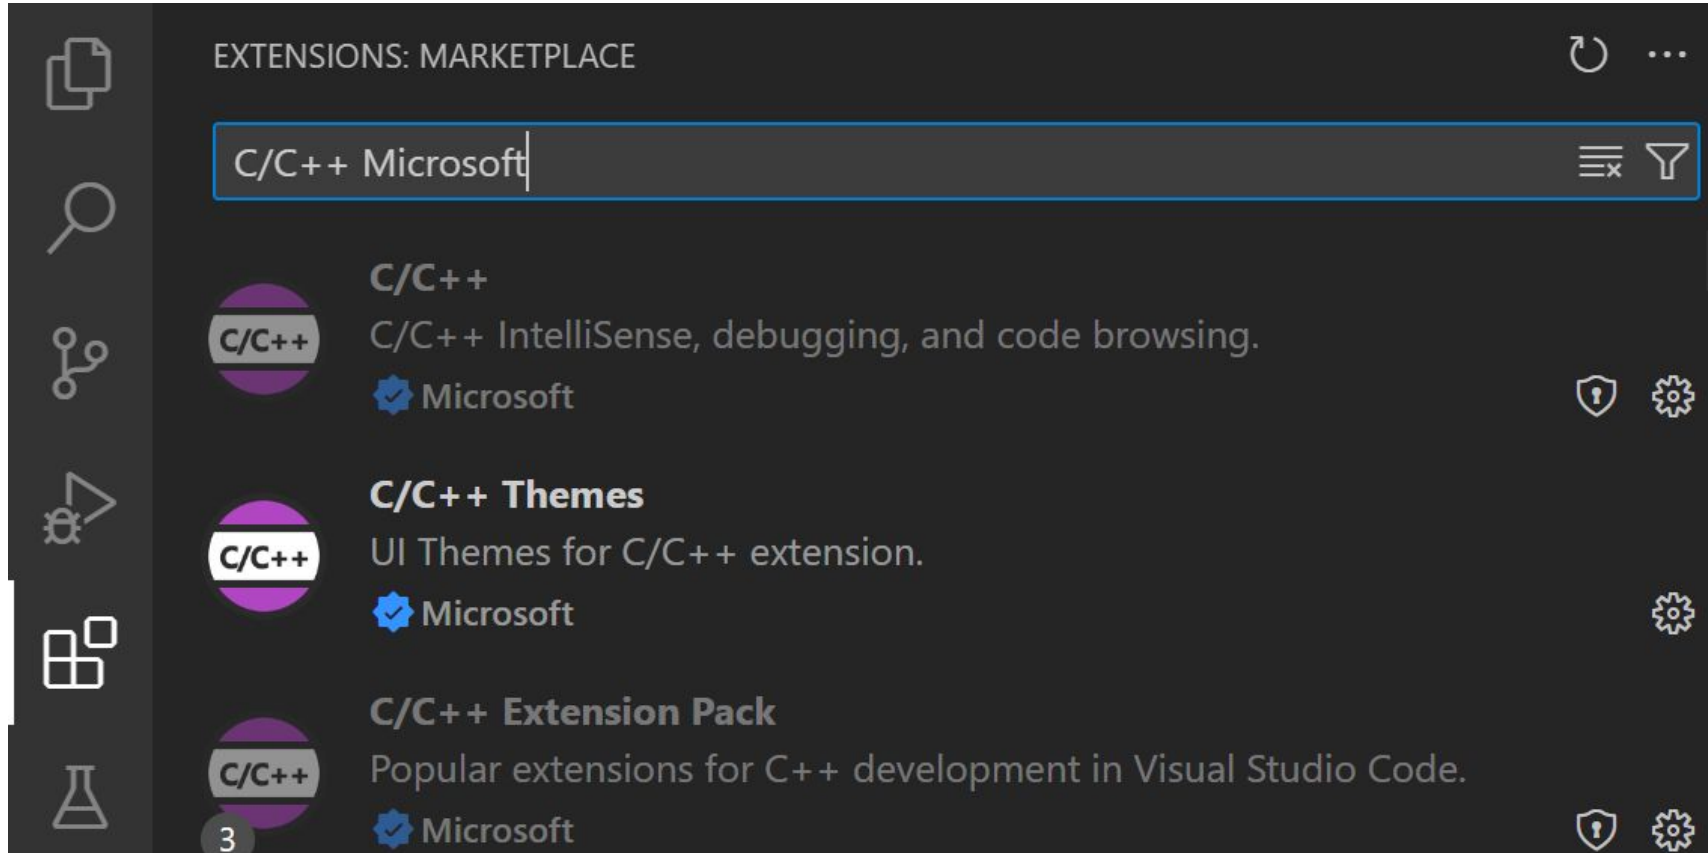 EXTENSIONS: MARKETPLACE
C/C++ Microsoft
C/C++
C/C++
C/C++ IntelliSense, debugging, and code browsing.
Microsoft
C/C++ Themes
C/C++
UI Themes for C/C++ extension.
Microsoft
C/C++ Extension Pack
C/C++
Popular extensions for C++ development in Visual Studio Code.
3
Microsoft